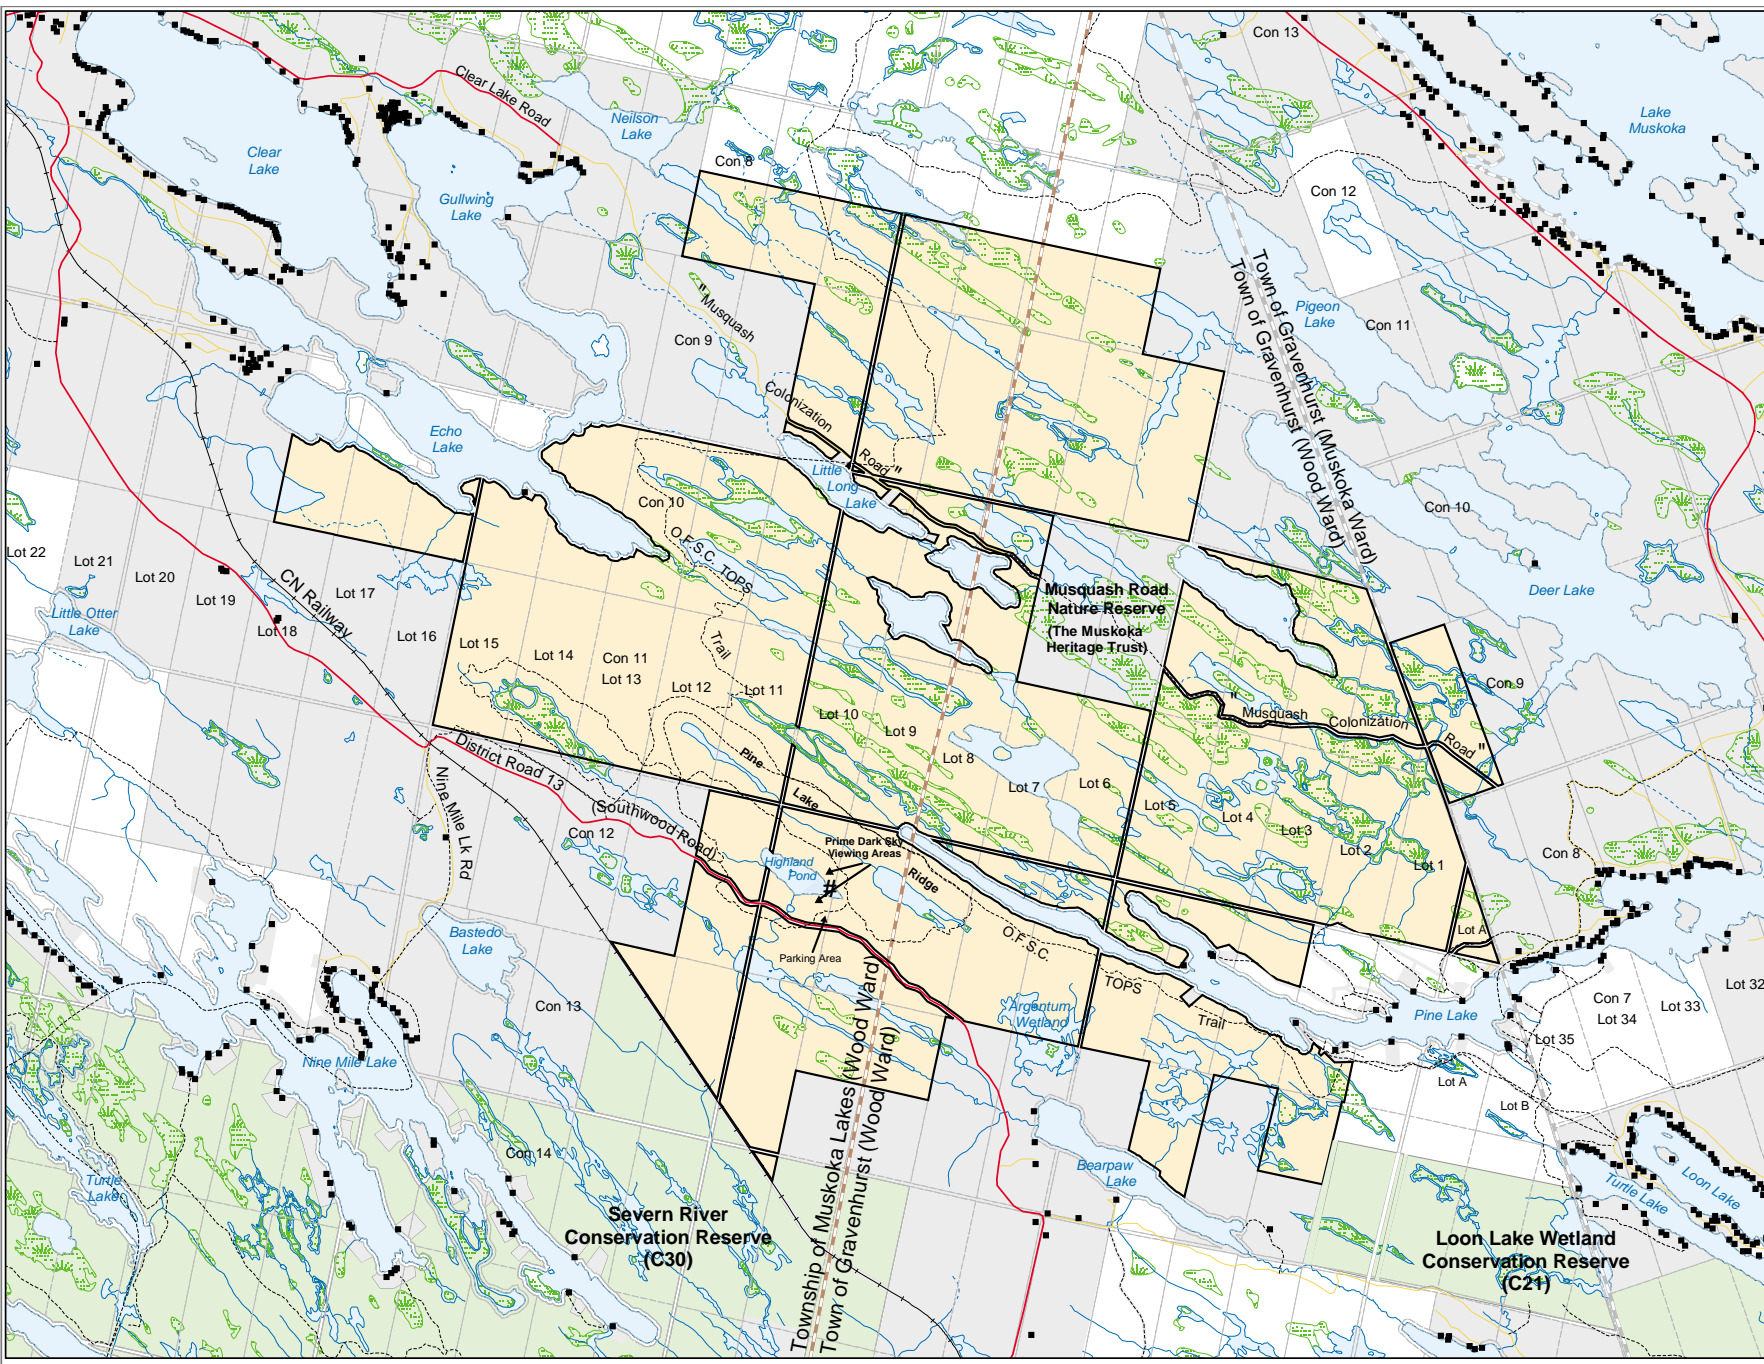 Con 13
Clear Lake Road
Lake
Muskoka
Neilson
Lake
Clear
Lake
Con 8
Gullwing
Lake
Con 12
Town of Gravenhurst (Muskoka Ward)
Town of Gravenhurst (Wood Ward)
Pigeon
Lake
Con 11
" Musquash
Con 9
Colonization
Road "
Echo
Lake
Little
Long
Lake
Con 10
Con 10
O.F.S.C. TOPS
Trail
Lot 22
Lot 21
Lot 20
Lot 19
Lot 18
Lot 17
Lot 16
CN Railway
Little Otter
Lake
Deer Lake
Musquash Road
Nature Reserve
(The Muskoka
Heritage Trust)
Lot 15
Lot 14
Con 11
Lot 13
Lot 12
Lot 11
Lot 10
Lot 9
Lot 8
Lot 7
Lot 6
Lot 5
Lot 4
Lot 3
Lot 2
Lot 1
Con 9
"
Musquash
Colonization
Road "
District Road 13
(Southwood Road)
Nine Mile Lk Rd
Pine
Lake
Ridge
Con 12
Prime Dark Sky
Viewing Areas
Highland
Pond
#
Parking Area
Con 8
Lot A
Bastedo
Lake
O.F.S.C.
TOPS
Trail
Argentum
Wetland
Con 13
Pine Lake
Con 7
Lot 34
Lot 33
Lot 32
Lot 35
Lot A
Lot B
Nine Mile Lake
Con 14
Turtle
Lake
Bearpaw
Lake
Turtle Lake
Loon Lake
Severn River
Conservation Reserve
(C30)
Township of Muskoka Lakes (Wood Ward)
Town of Gravenhurst (Wood Ward)
Loon Lake Wetland
Conservation Reserve
(C21)